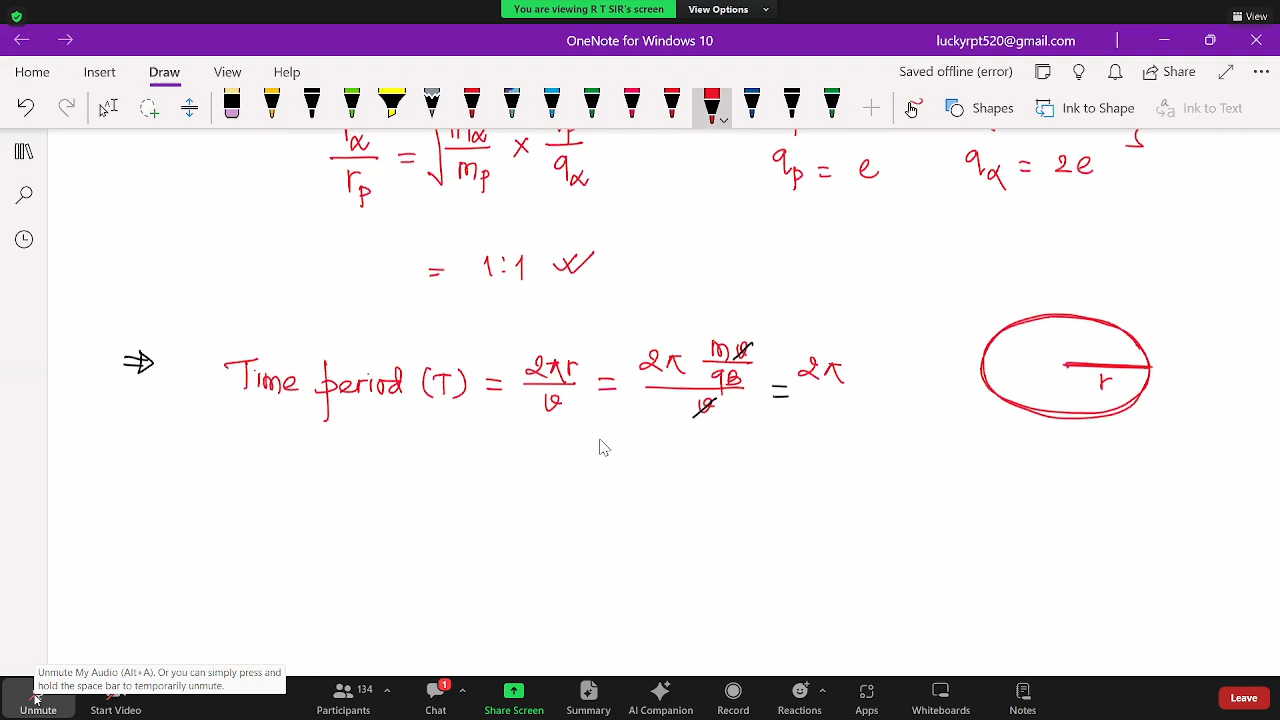 You are viewing R T SIR's screen View Options
View
OneNote for Windows 10 luckyrpt520@gmail.com
Home Insert Draw View Help Saved offline (error) Share
Shapes Ink to Shape Ink to Text
rα/rp = √(mα/mp) × qp/qα qp = e qα = 2e
= 1:1
⇒ Time period (T) = 2πr/v = 2π (mv/qB)/v = 2π
r
Unmute My Audio (Alt+A). Or you can simply press and
hold the space bar to temporarily unmute.
134 1
Unmute Start Video Participants Chat Share Screen Summary AI Companion Record Reactions Apps Whiteboards Notes Leave